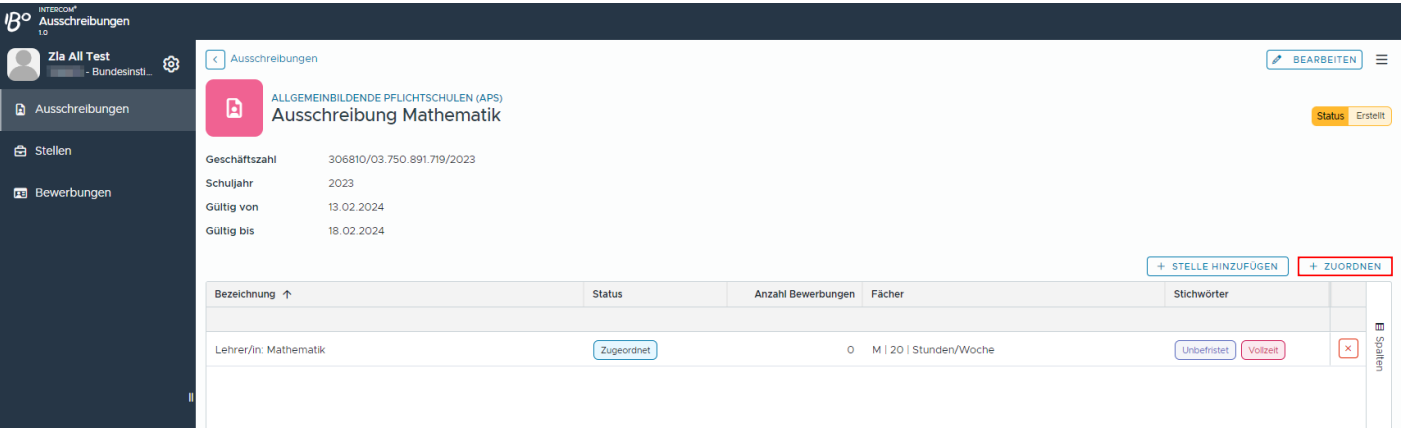 INTERCOM®
Ausschreibungen
1.0
Zla All Test
- Bundesinsti...
Ausschreibungen
Stellen
Bewerbungen
Ausschreibungen
BEARBEITEN
ALLGEMEINBILDENDE PFLICHTSCHULEN (APS)
Ausschreibung Mathematik
Status Erstellt
Geschäftszahl 306810/03.750.891.719/2023
Schuljahr 2023
Gültig von 13.02.2024
Gültig bis 18.02.2024
+ STELLE HINZUFÜGEN + ZUORDNEN
Bezeichnung ↑ Status Anzahl Bewerbungen Fächer Stichwörter
Lehrer/in: Mathematik Zugeordnet 0 M | 20 | Stunden/Woche Unbefristet Vollzeit
Spalten